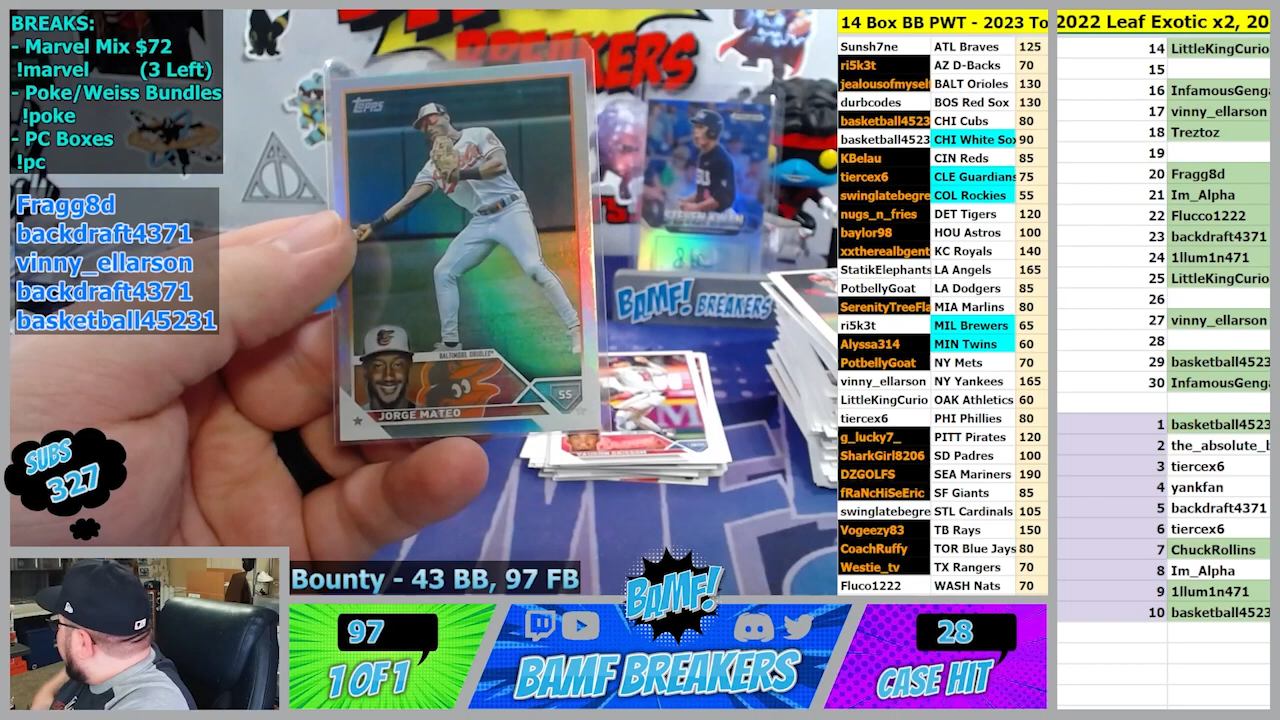 BREAKS:
- Marvel Mix $72
!marvel (3 Left)
- Poke/Weiss Bundles
!poke
- PC Boxes
!pc
Fragg8d
backdraft4371
vinny_ellarson
backdraft4371
basketball45231
SUBS
327
BREAKERS
TOPPS
BALTIMORE ORIOLES
SS
JORGE MATEO
STEVEN KWAN
BAMF! BREAKERS
Bounty - 43 BB, 97 FB
97
1 OF 1
BAMF!
BAMF BREAKERS
28
CASE HIT
14 Box BB PWT - 2023 To
Sunsh7ne ATL Braves 125
ri5k3t AZ D-Backs 70
jealousofmysel BALT Orioles 130
durbcodes BOS Red Sox 130
basketball4523 CHI Cubs 80
basketball4523 CHI White Sox 90
KBelau CIN Reds 85
tiercex6 CLE Guardians 75
swinglatebegre COL Rockies 55
nugs_n_fries DET Tigers 120
baylor98 HOU Astros 100
xxtherealbgent KC Royals 140
StatikElephants LA Angels 165
PotbellyGoat LA Dodgers 85
SerenityTreeFla MIA Marlins 80
ri5k3t MIL Brewers 65
Alyssa314 MIN Twins 60
PotbellyGoat NY Mets 70
vinny_ellarson NY Yankees 165
LittleKingCurio OAK Athletics 60
tiercex6 PHI Phillies 80
g_lucky7_ PITT Pirates 120
SharkGirl8206 SD Padres 100
DZGOLFS SEA Mariners 190
fRaNcHiSeEric SF Giants 85
swinglatebegre STL Cardinals 105
Vogeezy83 TB Rays 150
CoachRuffy TOR Blue Jays 80
Westie_tv TX Rangers 70
Fluco1222 WASH Nats 70
2022 Leaf Exotic x2, 20
14 LittleKingCurio
15
16 InfamousGenga
17 vinny_ellarson
18 Treztoz
19
20 Fragg8d
21 Im_Alpha
22 Flucco1222
23 backdraft4371
24 1llum1n471
25 LittleKingCurio
26
27 vinny_ellarson
28
29 basketball4523
30 InfamousGenga
1 basketball4523
2 the_absolute_b
3 tiercex6
4 yankfan
5 backdraft4371
6 tiercex6
7 ChuckRollins
8 Im_Alpha
9 1llum1n471
10 basketball4523